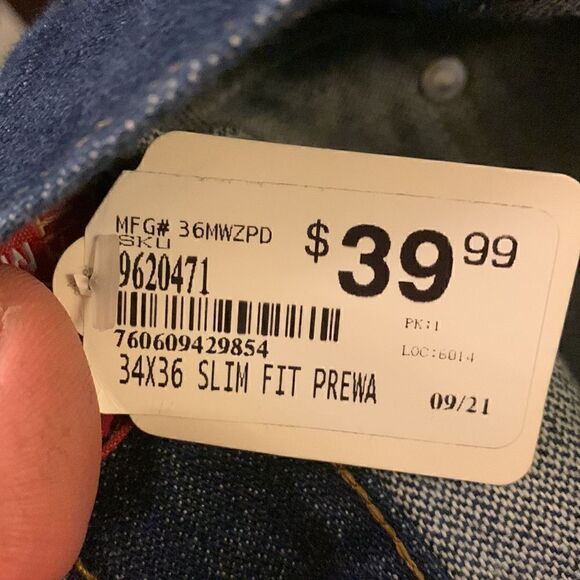 MFG# 36MWZPD
SKU
9620471
$39.99
760609429854
PK:1
LOC:6014
34X36 SLIM FIT PREWA
09/21